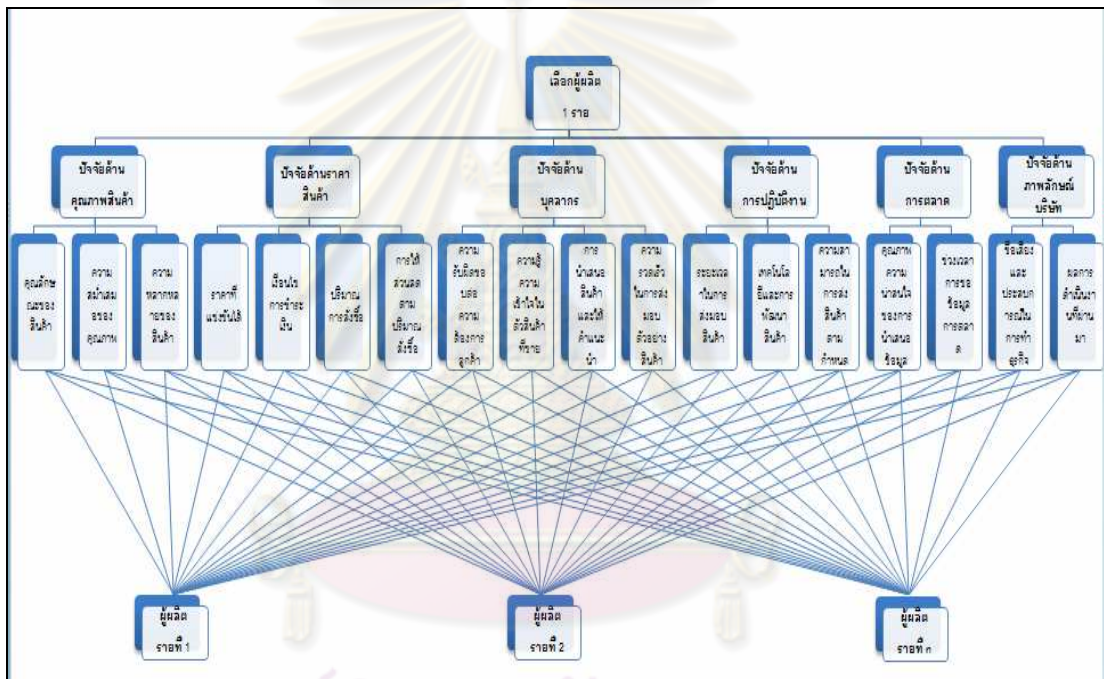 เลือกผู้ผลิต
1 ราย
ปัจจัยด้าน
คุณภาพสินค้า
ปัจจัยด้านราคา
สินค้า
ปัจจัยด้าน
บุคลากร
ปัจจัยด้าน
การปฏิบัติงาน
ปัจจัยด้าน
การตลาด
ปัจจัยด้าน
ภาพลักษณ์
บริษัท
คุณลักษ
ณะของ
สินค้า
ความ
สม่ำเสม
อของ
คุณภาพ
ความ
หลากหล
ายของ
สินค้า
ราคาที่
แข่งขันได้
เงื่อนไข
การชำระ
เงิน
ปริมาณ
การสั่งซื้อ
การให้
ส่วนลด
ตาม
ปริมาณ
สั่งซื้อ
ความ
รับผิดชอ
บต่อ
ความ
ต้องการ
ลูกค้า
ความรู้
ความ
เข้าใจใน
ตัวสินค้า
ที่ขาย
การ
นำเสนอ
สินค้า
และให้
คำแนะ
นำ
ความ
รวดเร็ว
ในการส่ง
มอบ
ตัวอย่าง
สินค้า
ระยะเวล
าในการ
ส่งมอบ
สินค้า
เทคโนโล
ยีและการ
พัฒนา
สินค้า
ความสา
มารถใน
การส่ง
สินค้า
ตาม
กำหนด
คุณภาพ
ความ
น่าสนใจ
ของการ
นำเสนอ
ข้อมูล
ช่วงเวลา
การขอ
ข้อมูล
การตลา
ด
ชื่อเสียง
และ
ประสบก
ารณ์ใน
การทำ
ธุรกิจ
ผลการ
ดำเนินงา
นที่ผ่าน
มา
ผู้ผลิต
รายที่ 1
ผู้ผลิต
รายที่ 2
ผู้ผลิต
รายที่ n